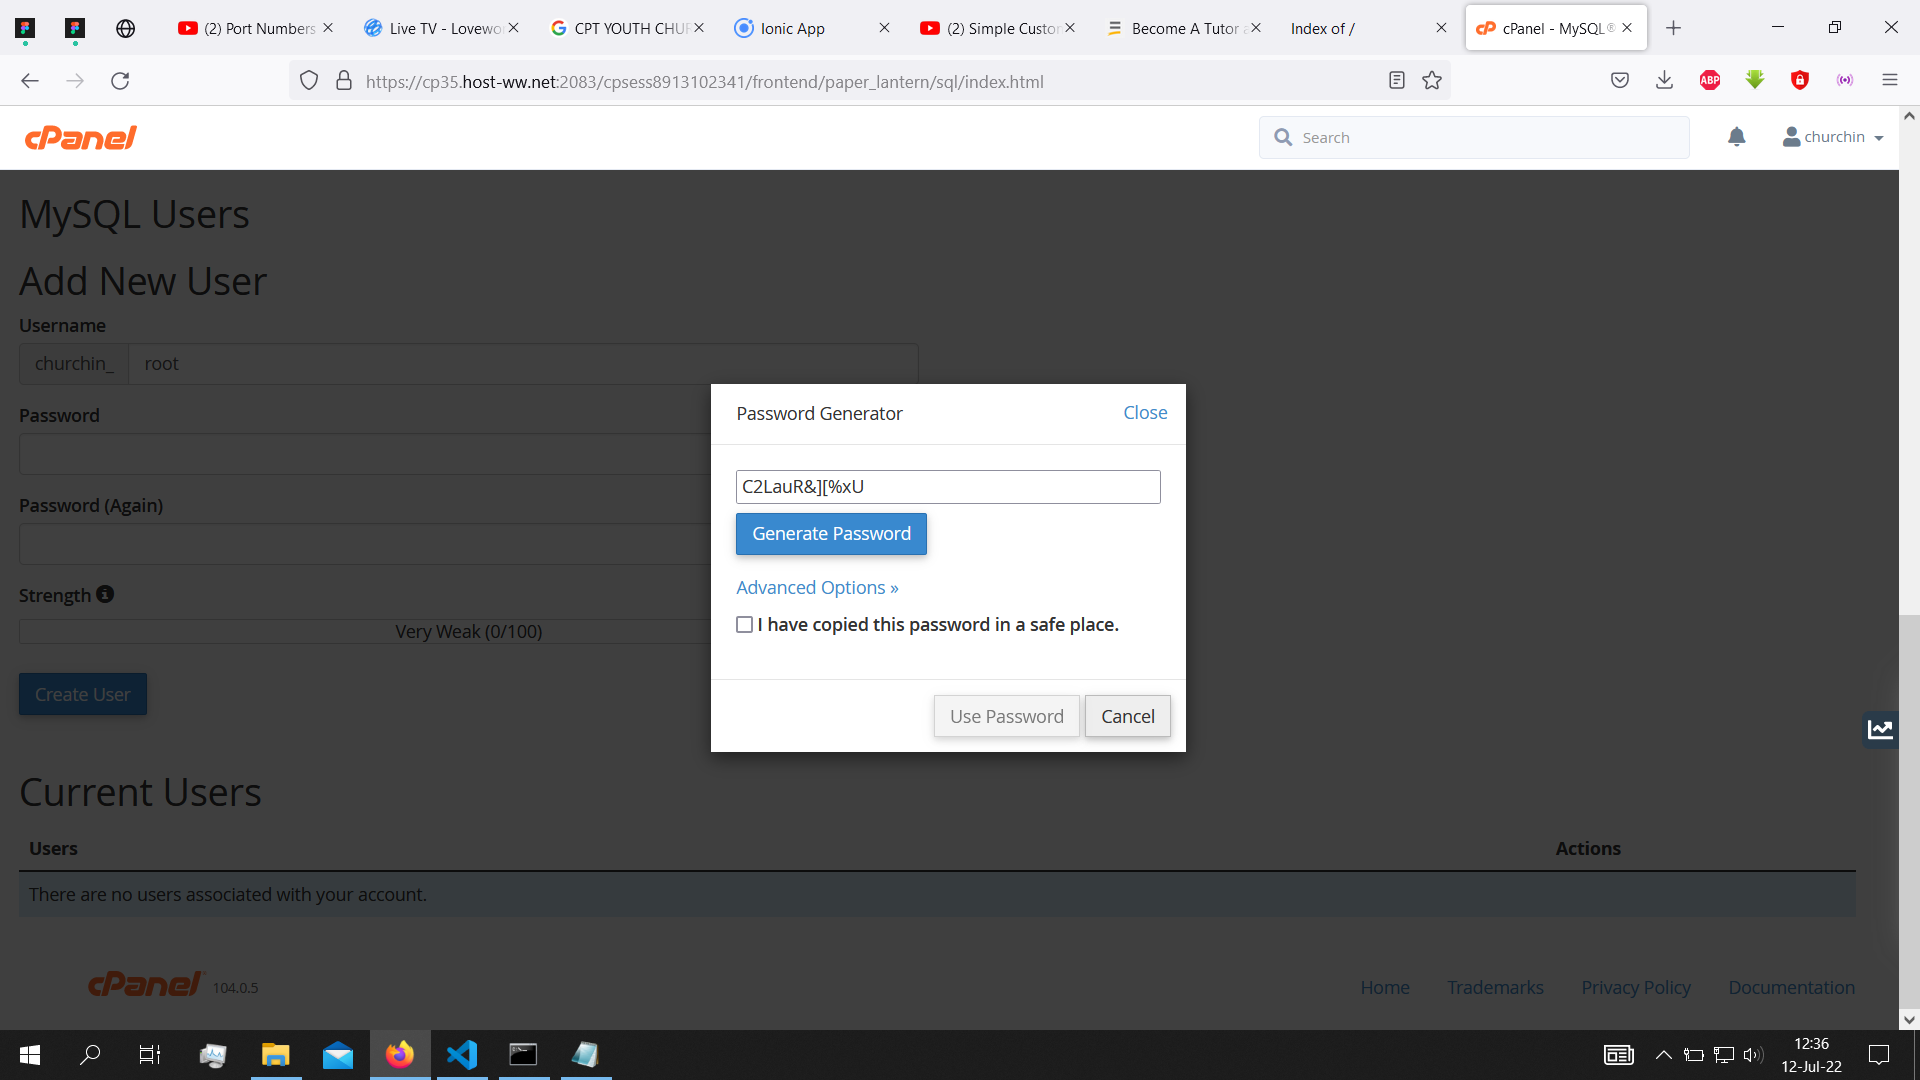 (2) Port Numbers
Live TV - Lovewo
CPT YOUTH CHUR
Ionic App
(2) Simple Custon
Become A Tutor a
Index of /
cPanel - MySQL®
https://cp35.host-ww.net:2083/cpsess8913102341/frontend/paper_lantern/sql/index.html
ABP
cPanel
Search
churchin
MySQL Users
Add New User
Username
churchin_ root
Password
Password (Again)
Strength
Very Weak (0/100)
Create User
Password Generator
Close
C2LauR&][%xU
Generate Password
Advanced Options »
I have copied this password in a safe place.
Use Password
Cancel
Current Users
Users
Actions
There are no users associated with your account.
cPanel® 104.0.5
Home
Trademarks
Privacy Policy
Documentation
12:36
12-Jul-22